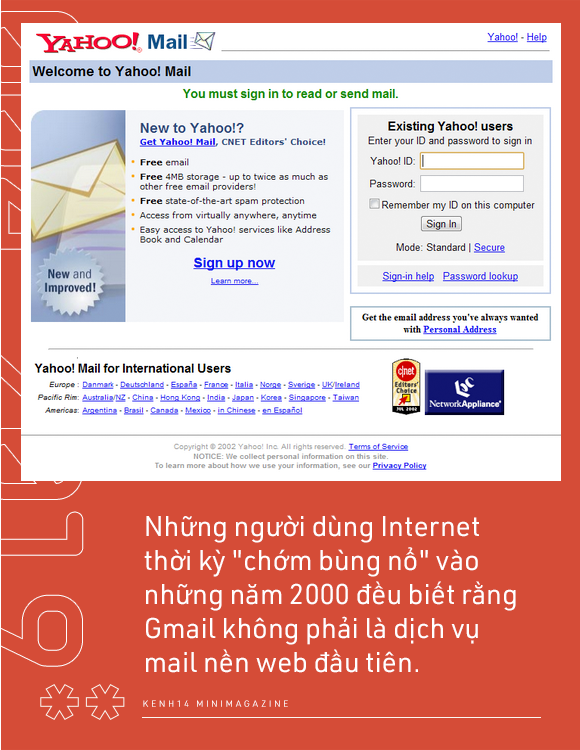 YAHOO! Mail
Yahoo! - Help
Welcome to Yahoo! Mail
You must sign in to read or send mail.
New to Yahoo!?
Get Yahoo! Mail, CNET Editors' Choice!
Free email
Free 4MB storage - up to twice as much as
other free email providers!
Free state-of-the-art spam protection
Access from virtually anywhere, anytime
Easy access to Yahoo! services like Address
Book and Calendar
Sign up now
Learn more...
New and
Improved!
Existing Yahoo! users
Enter your ID and password to sign in
Yahoo! ID:
Password:
Remember my ID on this computer
Sign In
Mode: Standard | Secure
Sign-in help Password lookup
Get the email address you've always wanted
with Personal Address
Yahoo! Mail for International Users
Europe : Danmark - Deutschland - España - France - Italia - Norge - Sverige - UK/Ireland
Pacific Rim: Australia/NZ - China - Hong Kong - India - Japan - Korea - Singapore - Taiwan
Americas: Argentina - Brasil - Canada - Mexico - in Chinese - en Español
c|net
Editors'
Choice
JUL 2002
NetworkAppliance®
Copyright © 2002 Yahoo! Inc. All rights reserved. Terms of Service
NOTICE: We collect personal information on this site.
To learn more about how we use your information, see our Privacy Policy
Những người dùng Internet
thời kỳ "chớm bùng nổ" vào
những năm 2000 đều biết rằng
Gmail không phải là dịch vụ
mail nền web đầu tiên.
KENH14 MINIMAGAZINE